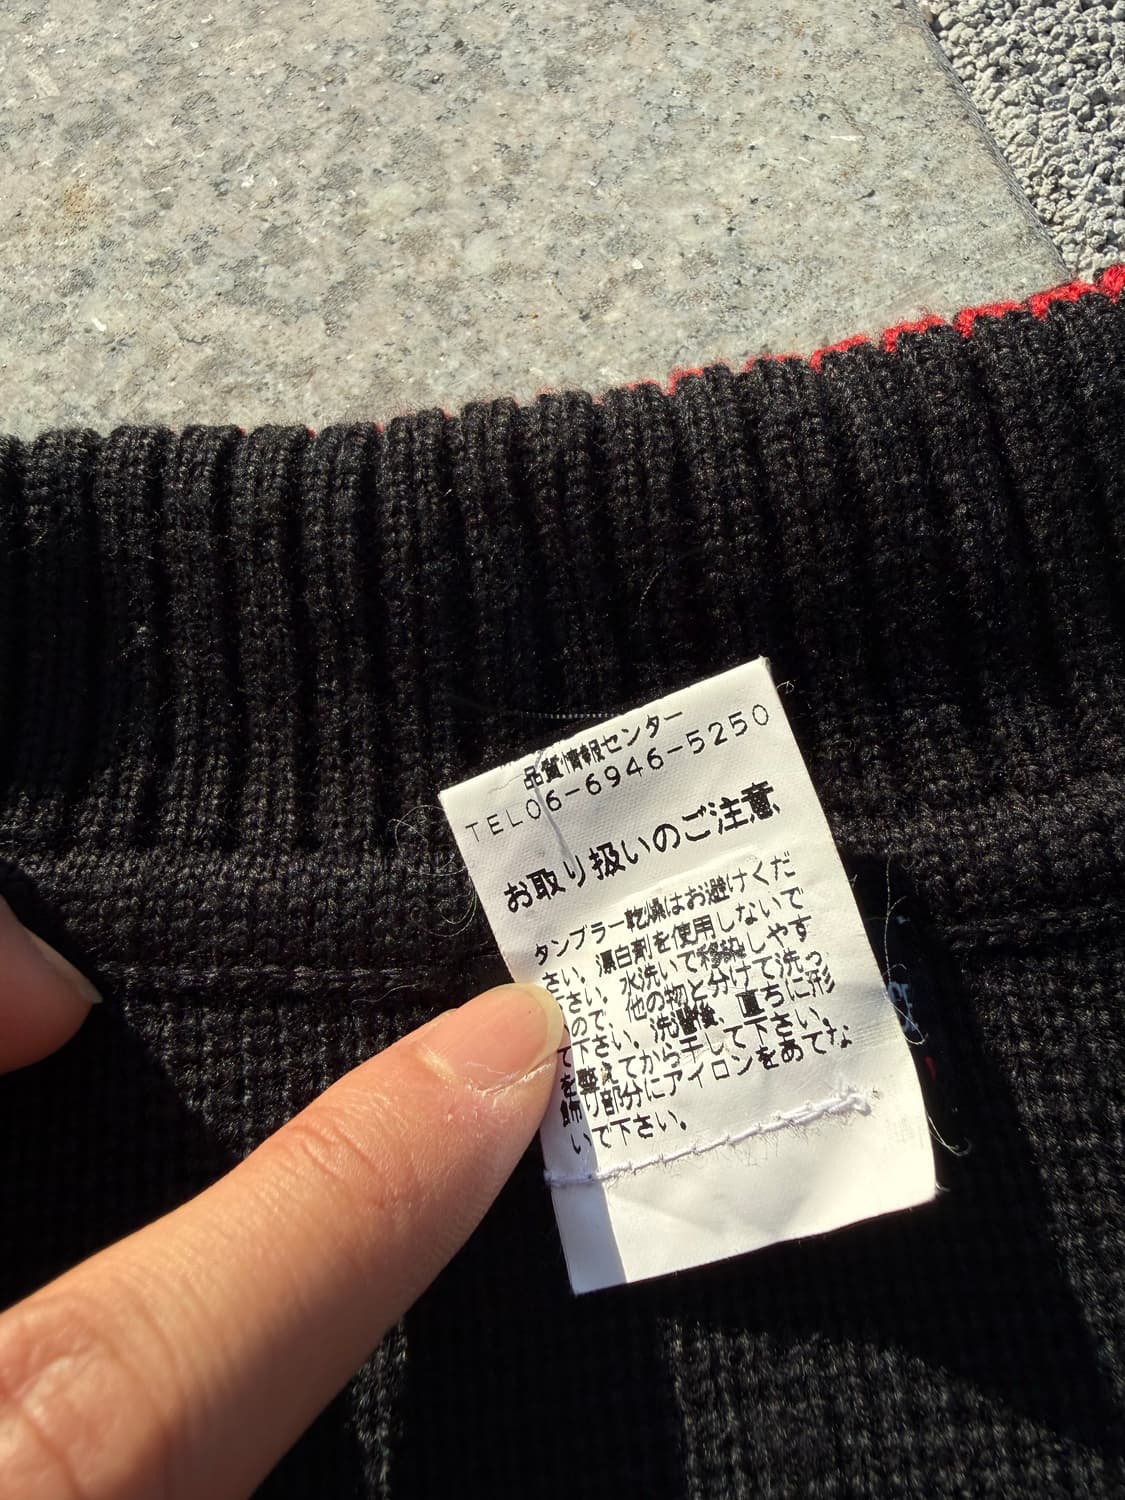 品質情報センター
TEL06-6946-5250
お取り扱いのご注意
タンブラー乾燥はお避けくだ
さい。漂白剤を使用しないで
下さい。水洗いで移染しやす
ので、他の物と分けて洗っ
て下さい。洗濯後、直ちに形
を整えてから干して下さい。
飾り部分にアイロンをあてな
いで下さい。